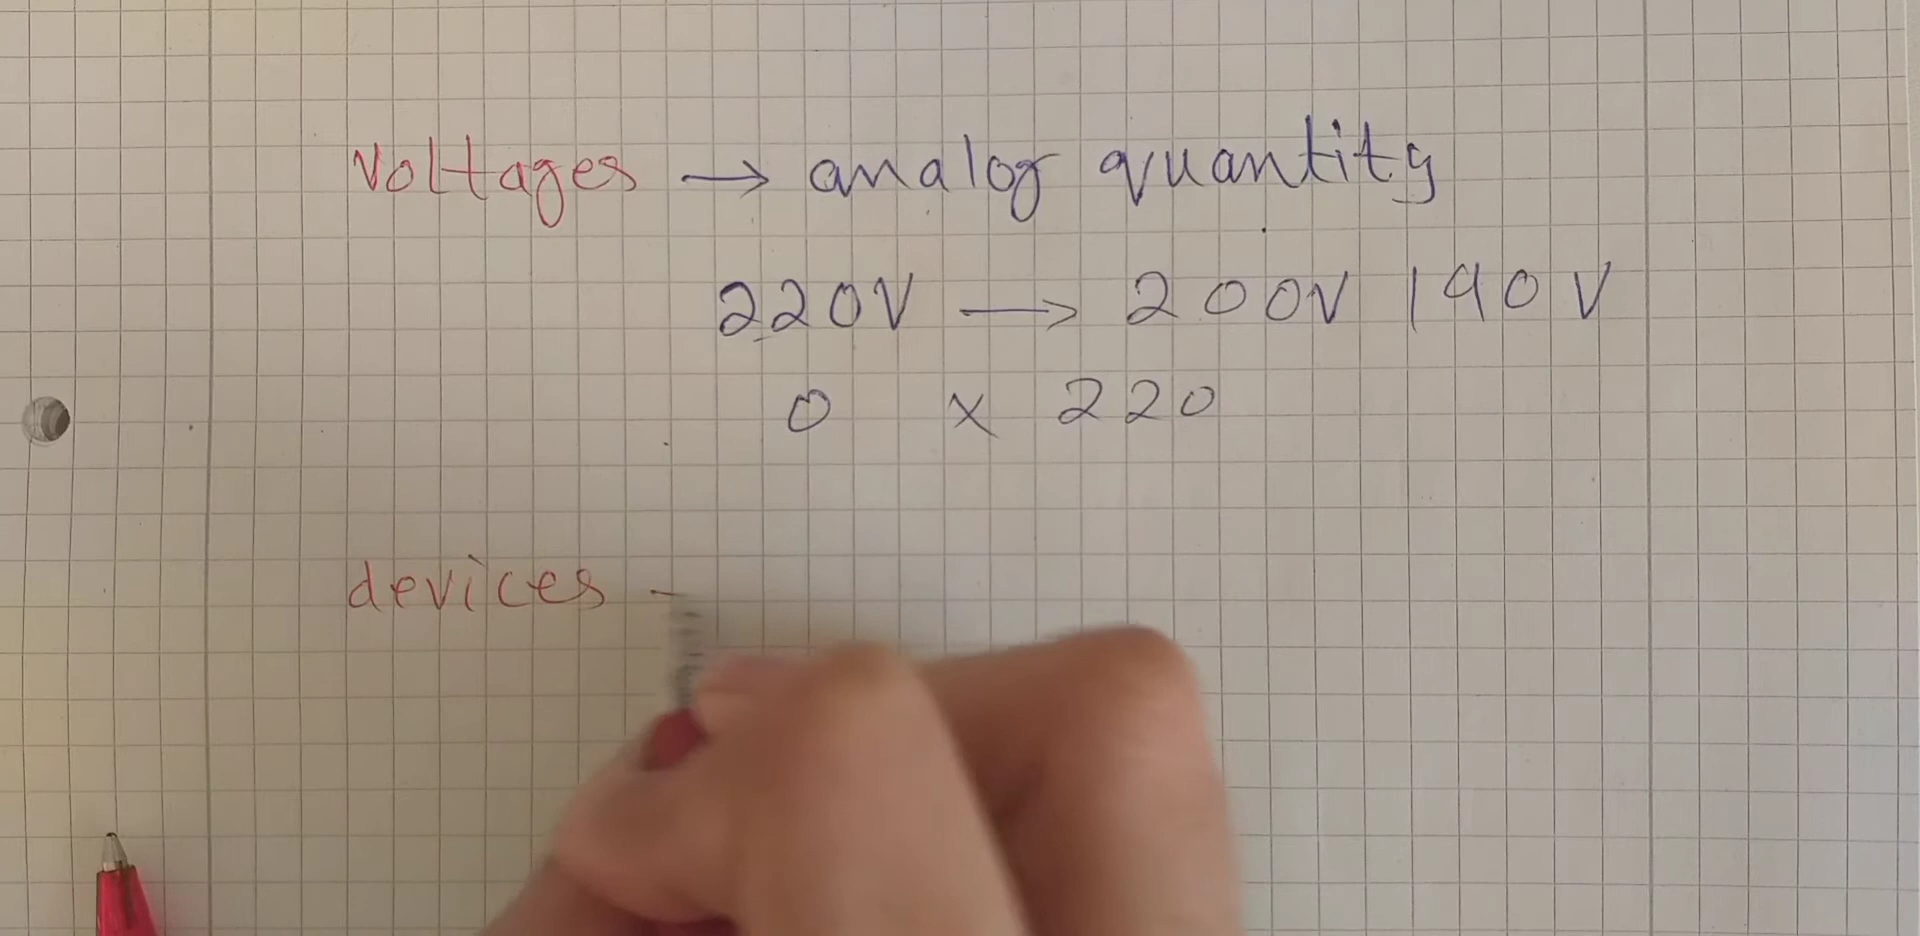 Voltages → analog quantity
220V → 200V 190V
0 x 220
devices -